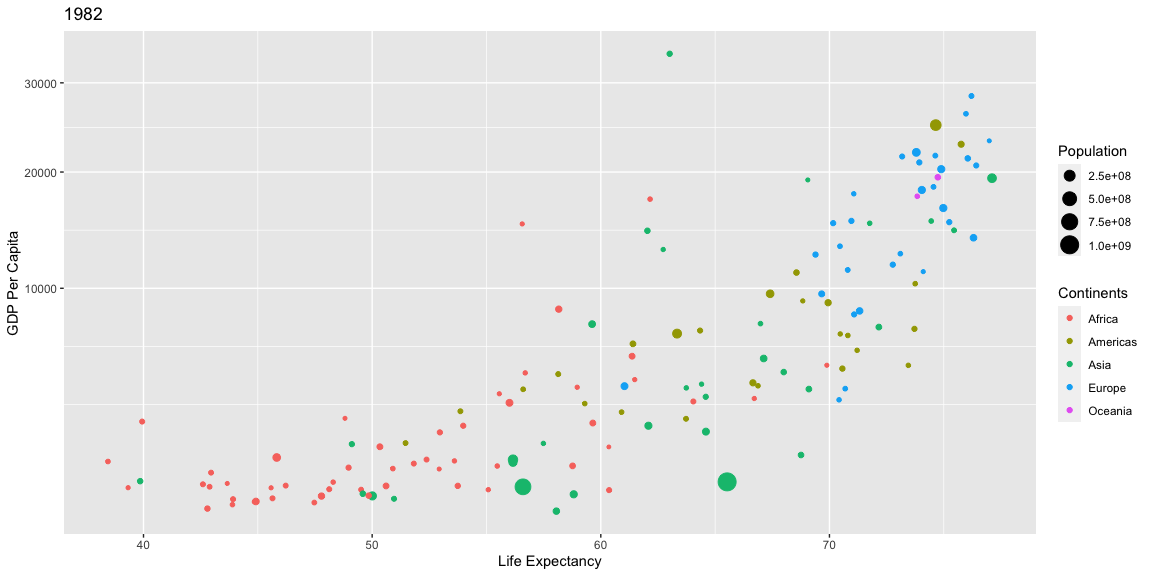 1982
GDP Per Capita
30000
20000
10000
40
50
60
70
Life Expectancy
Population
2.5e+08
5.0e+08
7.5e+08
1.0e+09
Continents
Africa
Americas
Asia
Europe
Oceania